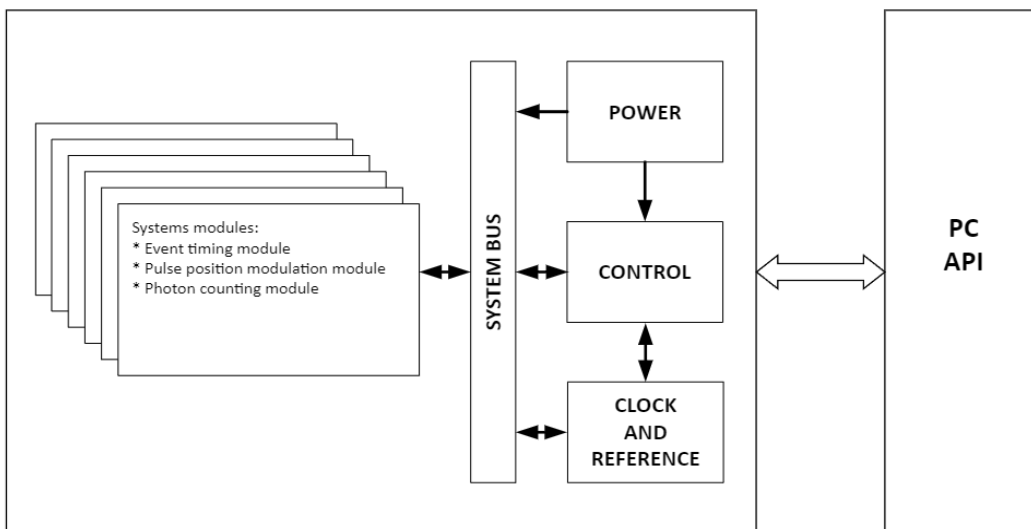 Systems modules:
* Event timing module
* Pulse position modulation module
* Photon counting module
SYSTEM BUS
POWER
CONTROL
CLOCK
AND
REFERENCE
PC
API